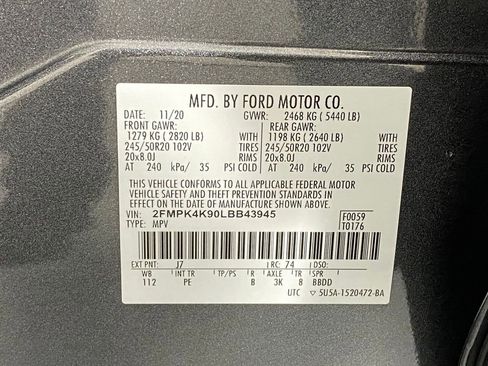 MFD. BY FORD MOTOR CO.
DATE: 11/20 GVWR: 2468 KG ( 5440 LB)
FRONT GAWR: REAR GAWR:
1279 KG ( 2820 LB) WITH 1198 KG ( 2640 LB) WITH
245/50R20 102V TIRES 245/50R20 102V TIRES
20x8.0J RIMS 20x8.0J RIMS
AT 240 kPa/ 35 PSI COLD AT 240 kPa/ 35 PSI COLD
THIS VEHICLE CONFORMS TO ALL APPLICABLE FEDERAL MOTOR
VEHICLE SAFETY AND THEFT PREVENTION STANDARDS IN
EFFECT ON THE DATE OF MANUFACTURE SHOWN ABOVE.
VIN: 2FMPK4K90LBB43945 F0059
TYPE: MPV T0176
EXT PNT: J7 RC: 74 DSO:
WB INT TR TP/PS R AXLE TR SPR
112 PE B 3K 8 BBDD
UTC ▽ 5U5A-1520472-BA